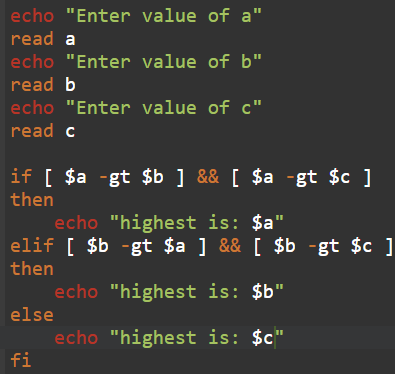 echo "Enter value of a"
read a
echo "Enter value of b"
read b
echo "Enter value of c"
read c

if [ $a -gt $b ] && [ $a -gt $c ]
then
    echo "highest is: $a"
elif [ $b -gt $a ] && [ $b -gt $c ]
then
    echo "highest is: $b"
else
    echo "highest is: $c"
fi